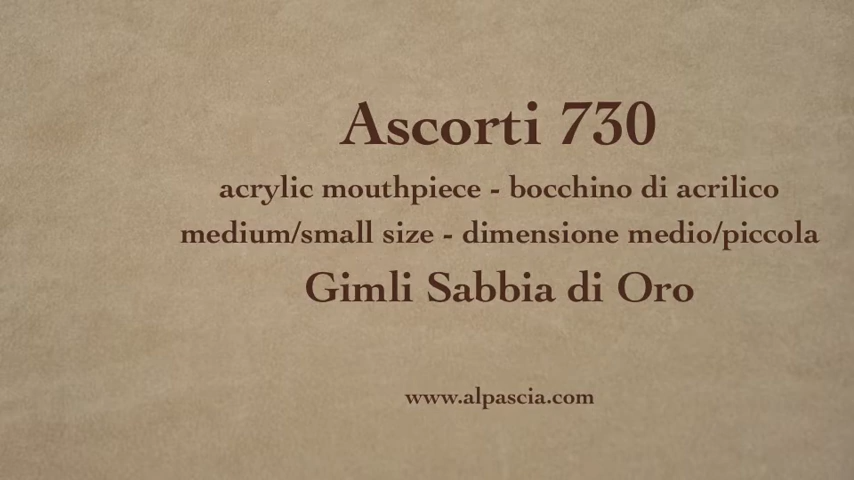 Ascorti 730
acrylic mouthpiece - bocchino di acrilico
medium/small size - dimensione medio/piccola
Gimli Sabbia di Oro
www.alpascia.com